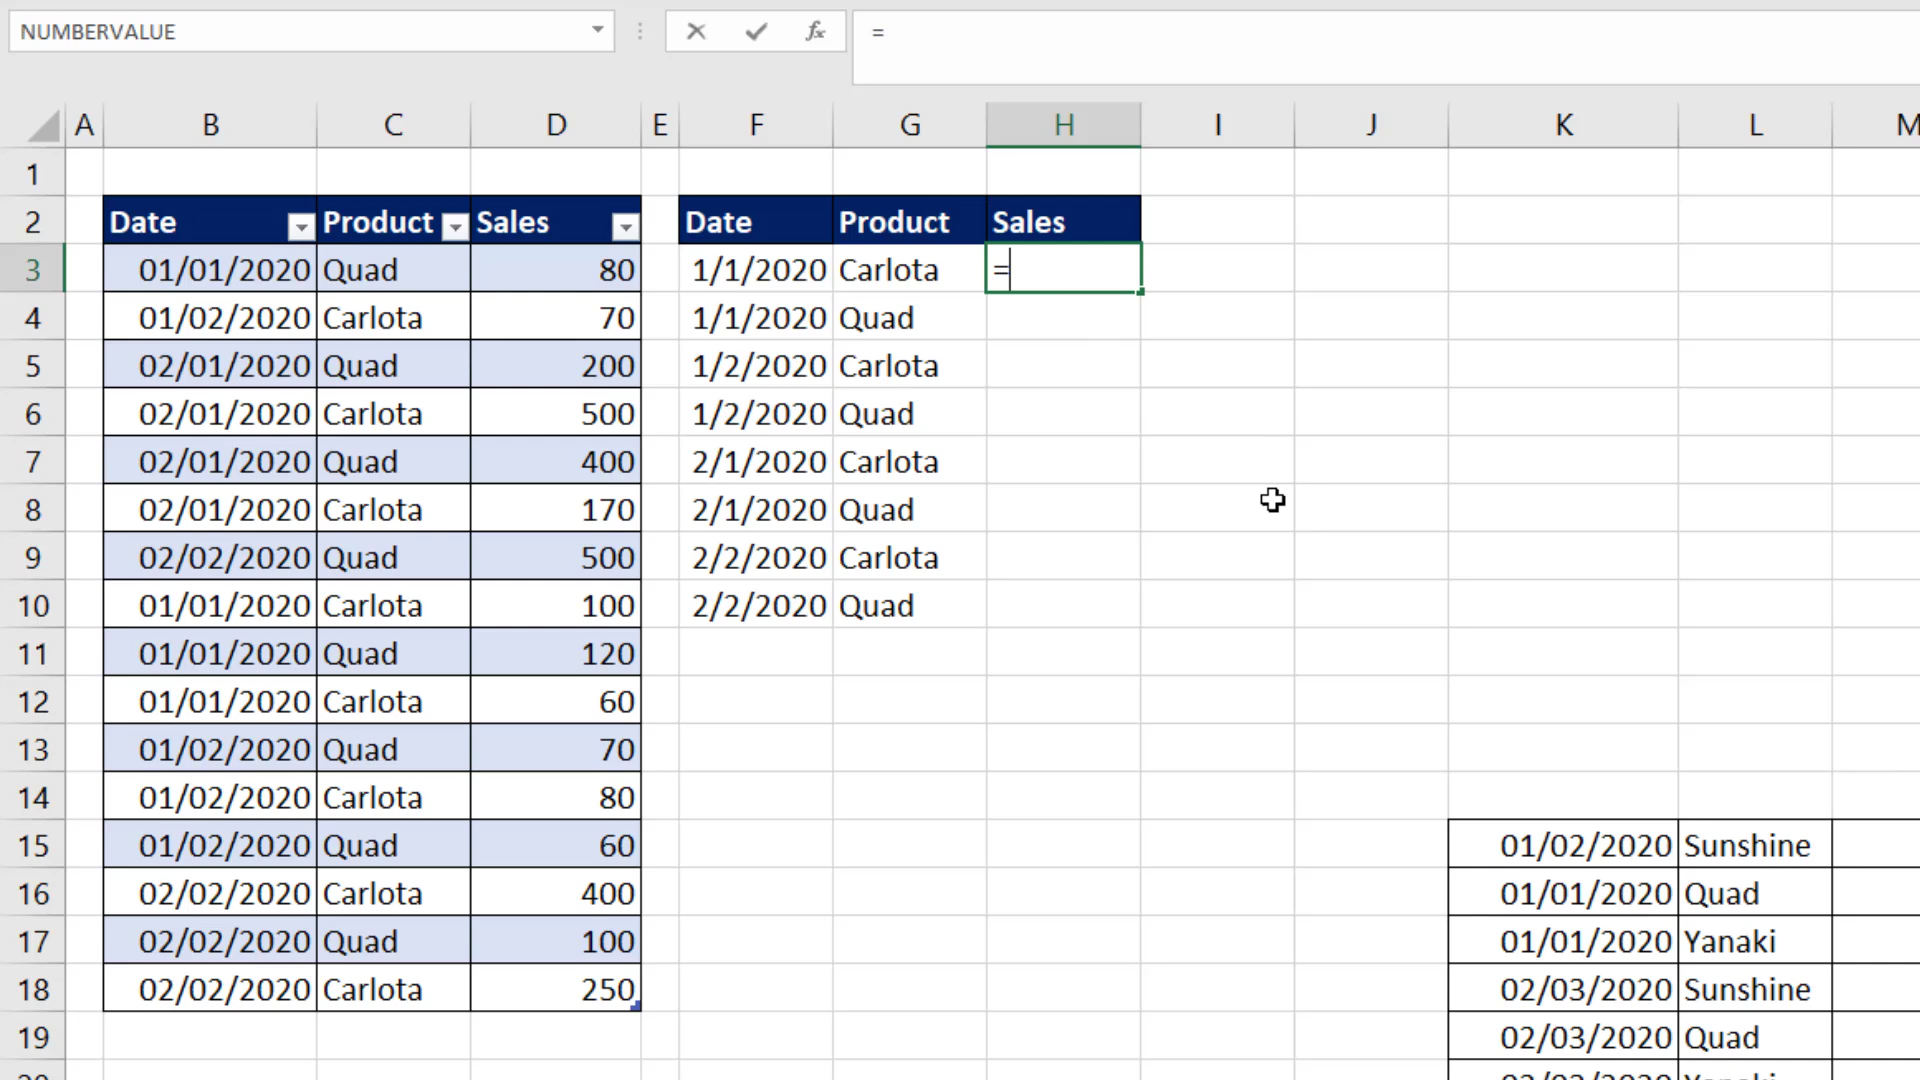 NUMBERVALUE fx =
A B C D E F G H I J K L M
1
2 Date Product Sales Date Product Sales
3 01/01/2020 Quad 80 1/1/2020 Carlota =
4 01/02/2020 Carlota 70 1/1/2020 Quad
5 02/01/2020 Quad 200 1/2/2020 Carlota
6 02/01/2020 Carlota 500 1/2/2020 Quad
7 02/01/2020 Quad 400 2/1/2020 Carlota
8 02/01/2020 Carlota 170 2/1/2020 Quad
9 02/02/2020 Quad 500 2/2/2020 Carlota
10 01/01/2020 Carlota 100 2/2/2020 Quad
11 01/01/2020 Quad 120
12 01/01/2020 Carlota 60
13 01/02/2020 Quad 70
14 01/02/2020 Carlota 80
15 01/02/2020 Quad 60 01/02/2020 Sunshine
16 02/02/2020 Carlota 400 01/01/2020 Quad
17 02/02/2020 Quad 100 01/01/2020 Yanaki
18 02/02/2020 Carlota 250 02/03/2020 Sunshine
19 02/03/2020 Quad